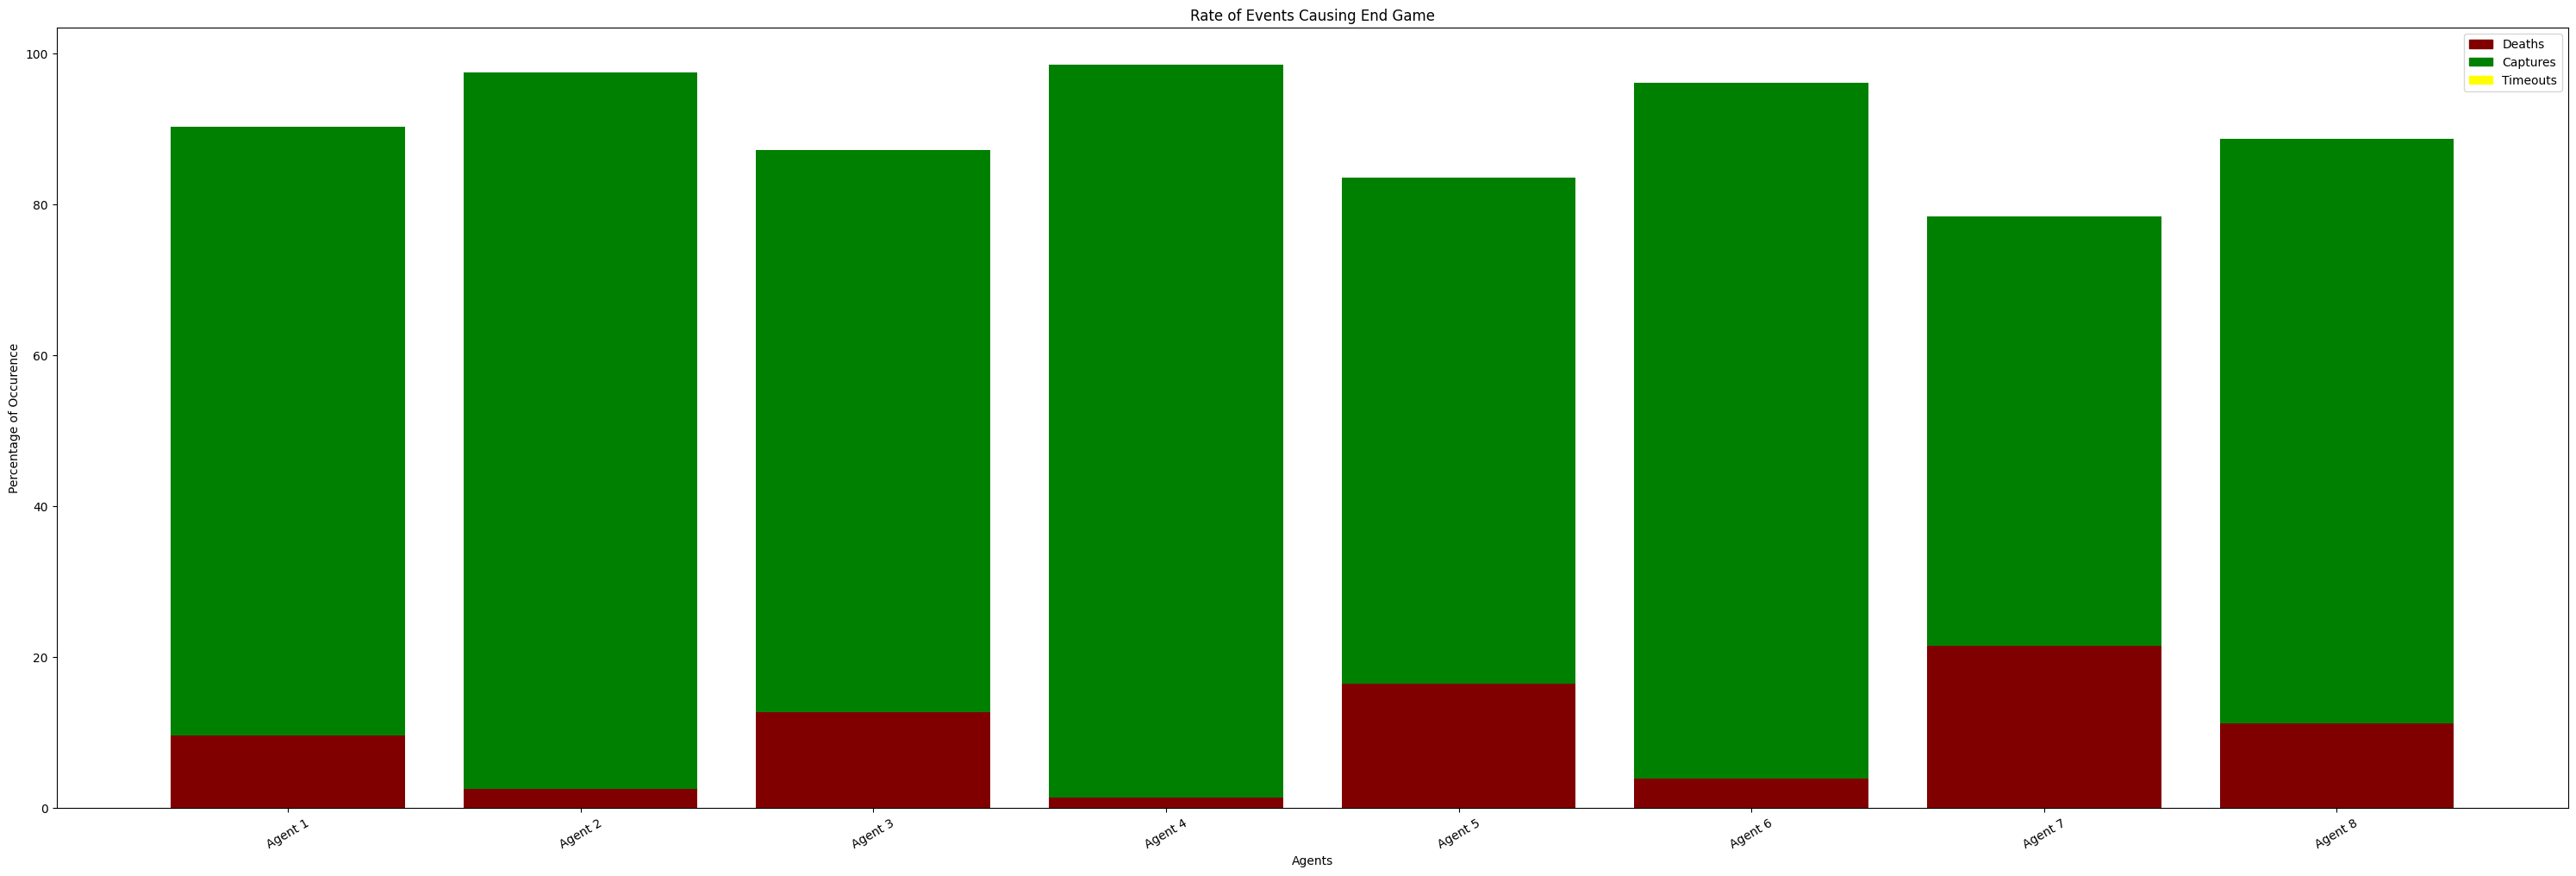 Rate of Events Causing End Game
Deaths
Captures
Timeouts
100
80
60
40
20
0
Percentage of Occurence
Agent 1
Agent 2
Agent 3
Agent 4
Agent 5
Agent 6
Agent 7
Agent 8
Agents